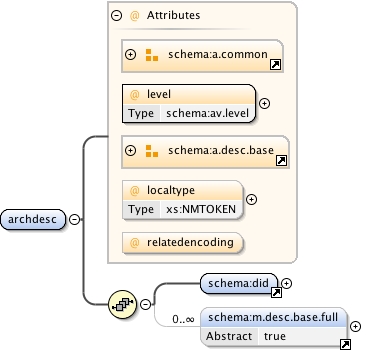 Attributes
schema:a.common
level
Type schema:av.level
schema:a.desc.base
localtype
Type xs:NMTOKEN
relatedencoding
archdesc
schema:did
0..∞
schema:m.desc.base.full
Abstract true